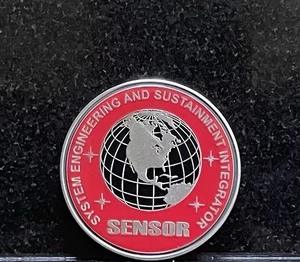 SYSTEM ENGINEERING AND SUSTAINMENT INTEGRATOR
SENSOR